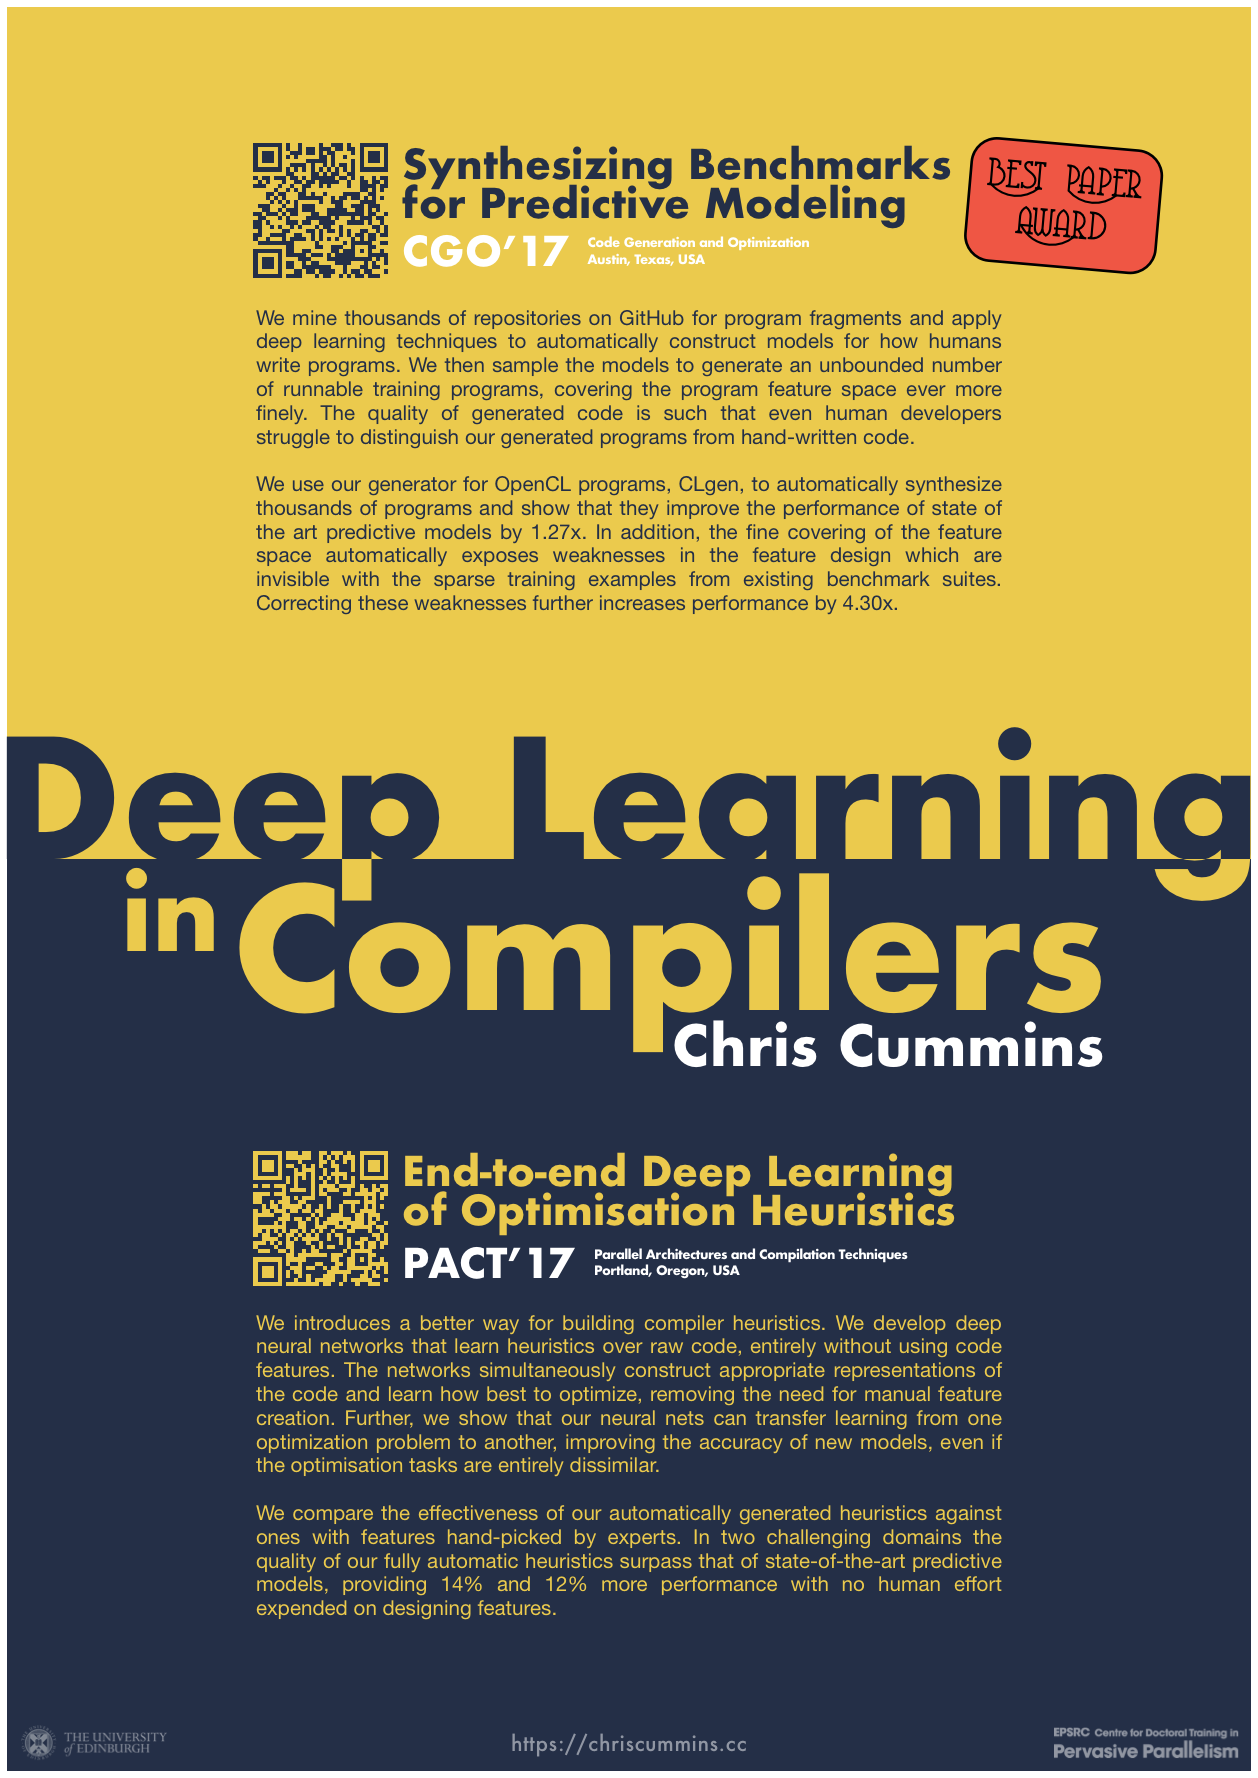 Synthesizing Benchmarks
for Predictive Modeling
CGO’17
Code Generation and Optimization
Austin, Texas, USA
BEST PAPER
AWARD
We mine thousands of repositories on GitHub for program fragments and apply
deep learning techniques to automatically construct models for how humans
write programs. We then sample the models to generate an unbounded number
of runnable training programs, covering the program feature space ever more
finely. The quality of generated code is such that even human developers
struggle to distinguish our generated programs from hand-written code.
We use our generator for OpenCL programs, CLgen, to automatically synthesize
thousands of programs and show that they improve the performance of state of
the art predictive models by 1.27x. In addition, the fine covering of the feature
space automatically exposes weaknesses in the feature design which are
invisible with the sparse training examples from existing benchmark suites.
Correcting these weaknesses further increases performance by 4.30x.
Deep Learning
in Compilers
Chris Cummins
End-to-end Deep Learning
of Optimisation Heuristics
PACT’17
Parallel Architectures and Compilation Techniques
Portland, Oregon, USA
We introduces a better way for building compiler heuristics. We develop deep
neural networks that learn heuristics over raw code, entirely without using code
features. The networks simultaneously construct appropriate representations of
the code and learn how best to optimize, removing the need for manual feature
creation. Further, we show that our neural nets can transfer learning from one
optimization problem to another, improving the accuracy of new models, even if
the optimisation tasks are entirely dissimilar.
We compare the effectiveness of our automatically generated heuristics against
ones with features hand-picked by experts. In two challenging domains the
quality of our fully automatic heuristics surpass that of state-of-the-art predictive
models, providing 14% and 12% more performance with no human effort
expended on designing features.
THE UNIVERSITY
of EDINBURGH
https://chriscummins.cc
EPSRC Centre for Doctoral Training in
Pervasive Parallelism